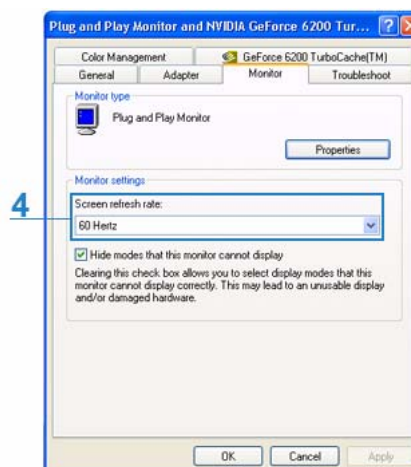 Plug and Play Monitor and NVIDIA GeForce 6200 Tur...
Color Management
GeForce 6200 TurboCache(TM)
General
Adapter
Monitor
Troubleshoot
Monitor type
Plug and Play Monitor
Properties
Monitor settings
4
Screen refresh rate:
60 Hertz
Hide modes that this monitor cannot display
Clearing this check box allows you to select display modes that this
monitor cannot display correctly. This may lead to an unusable display
and/or damaged hardware.
OK
Cancel
Apply